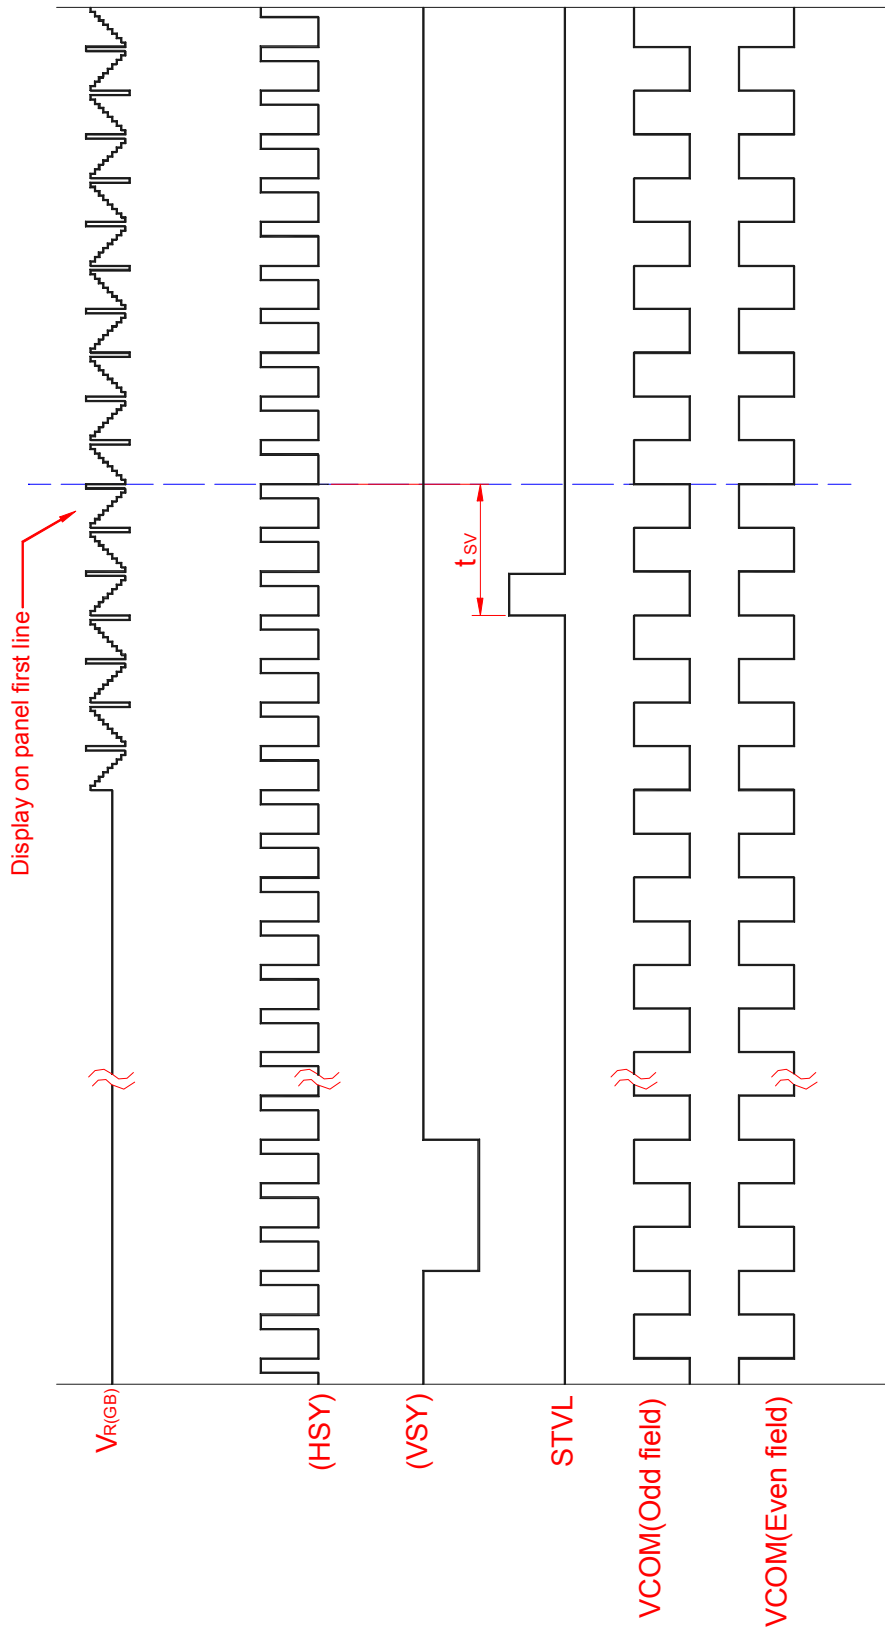 Display on panel first line
tSV
VR(GB)
(HSY)
(VSY)
STVL
VCOM(Odd field)
VCOM(Even field)